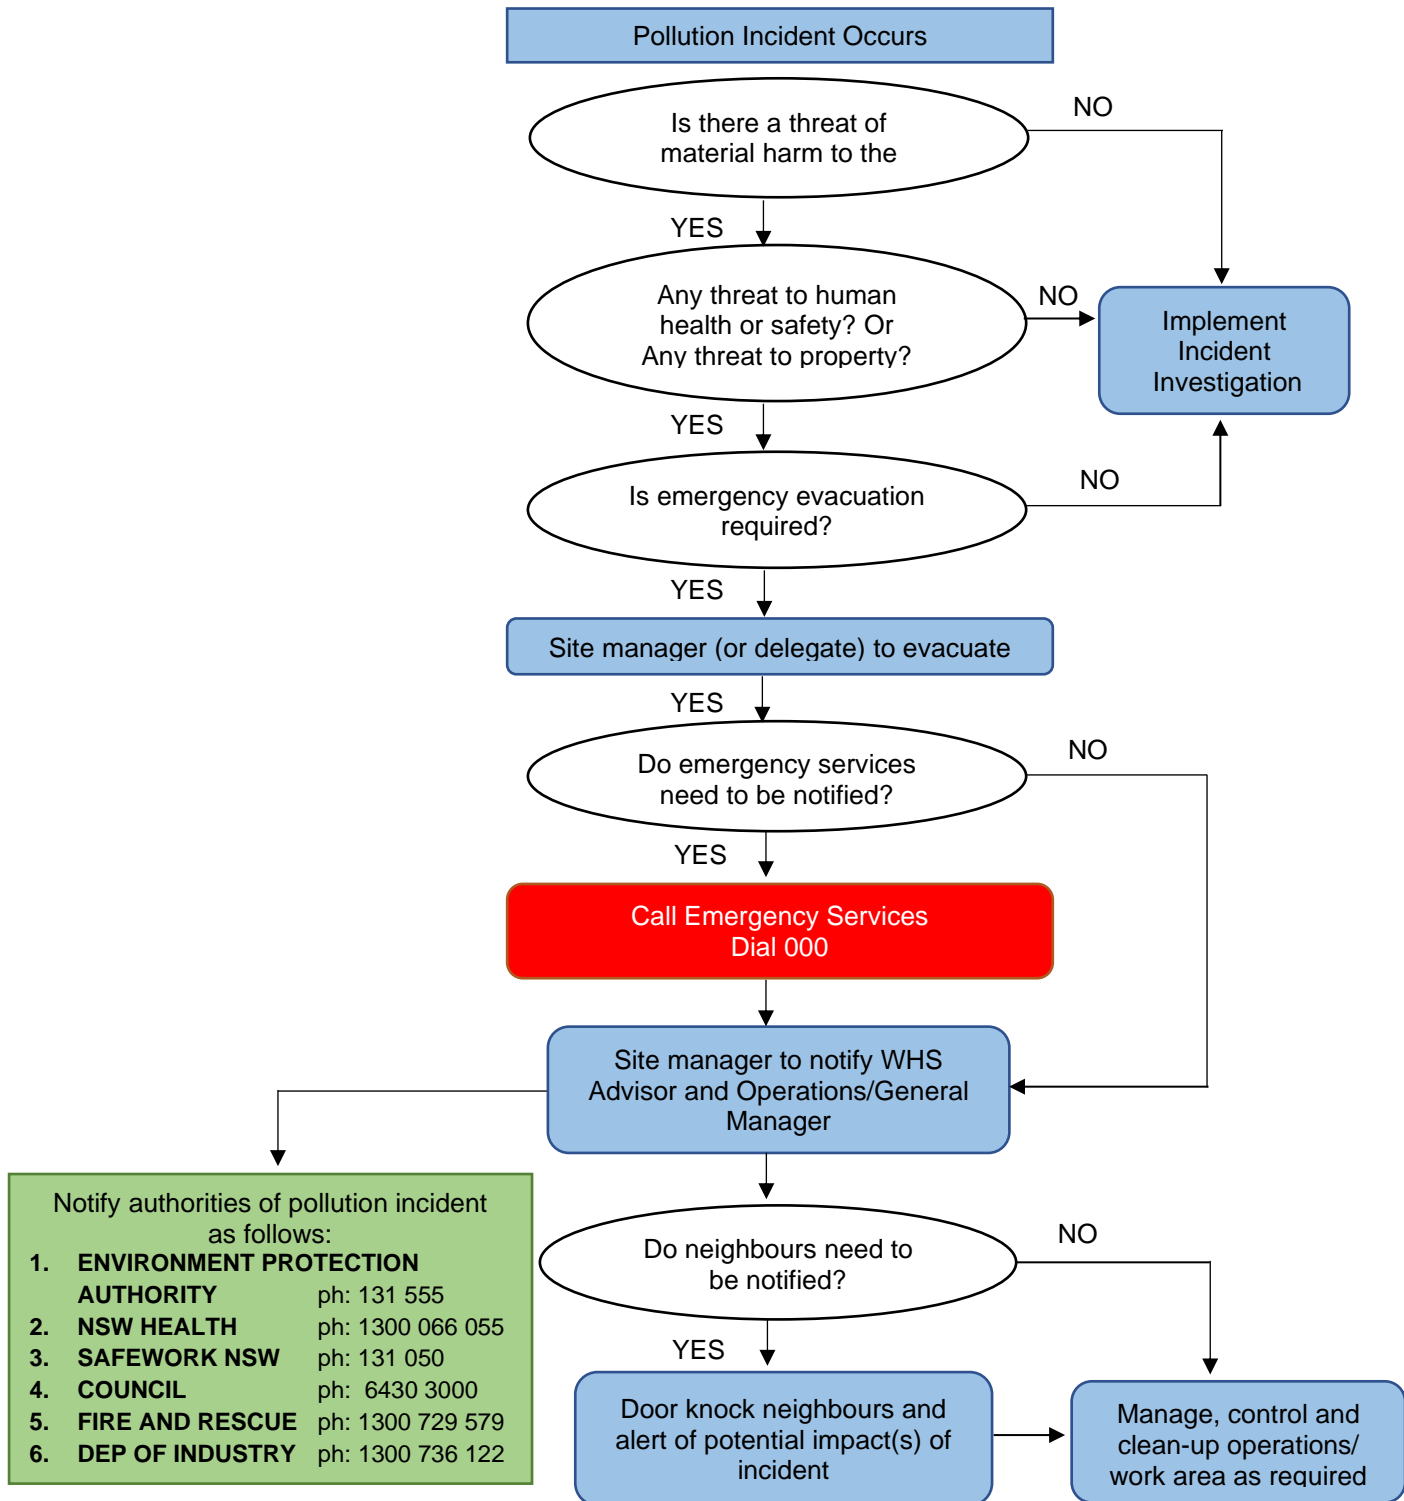 Pollution Incident Occurs
Is there a threat of
material harm to the
NO
YES
Any threat to human
health or safety? Or
Any threat to property?
NO
Implement
Incident
Investigation
YES
Is emergency evacuation
required?
NO
YES
Site manager (or delegate) to evacuate
YES
Do emergency services
need to be notified?
NO
YES
Call Emergency Services
Dial 000
Site manager to notify WHS
Advisor and Operations/General
Manager
Notify authorities of pollution incident
as follows:
1. ENVIRONMENT PROTECTION
AUTHORITY ph: 131 555
2. NSW HEALTH ph: 1300 066 055
3. SAFEWORK NSW ph: 131 050
4. COUNCIL ph: 6430 3000
5. FIRE AND RESCUE ph: 1300 729 579
6. DEP OF INDUSTRY ph: 1300 736 122
Do neighbours need to
be notified?
NO
YES
Door knock neighbours and
alert of potential impact(s) of
incident
Manage, control and
clean-up operations/
work area as required